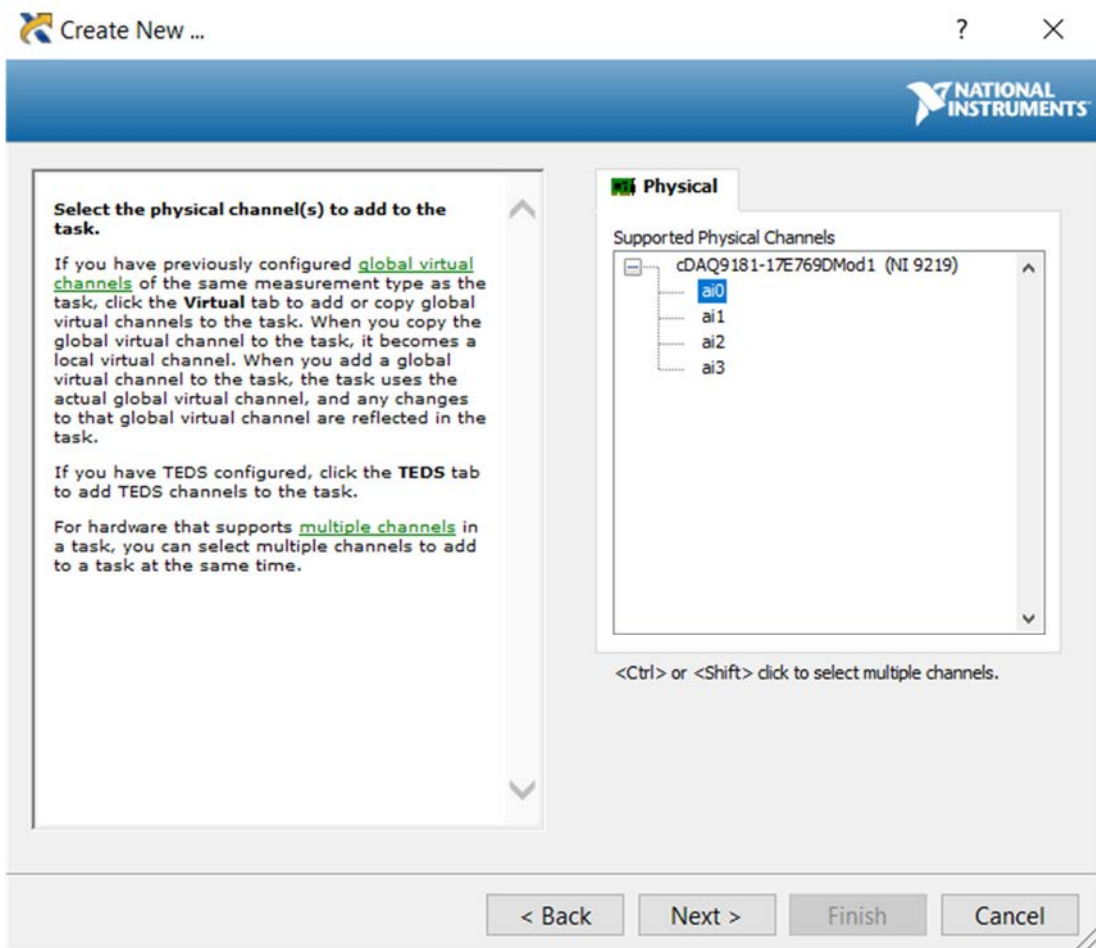 Create New ...
?
NATIONAL
INSTRUMENTS
Select the physical channel(s) to add to the
task.
If you have previously configured global virtual
channels of the same measurement type as the
task, click the Virtual tab to add or copy global
virtual channels to the task. When you copy the
global virtual channel to the task, it becomes a
local virtual channel. When you add a global
virtual channel to the task, the task uses the
actual global virtual channel, and any changes
to that global virtual channel are reflected in the
task.
If you have TEDS configured, click the TEDS tab
to add TEDS channels to the task.
For hardware that supports multiple channels in
a task, you can select multiple channels to add
to a task at the same time.
Physical
Supported Physical Channels
cDAQ9181-17E769DMod1 (NI 9219)
ai0
ai1
ai2
ai3
<Ctrl> or <Shift> click to select multiple channels.
< Back
Next >
Finish
Cancel